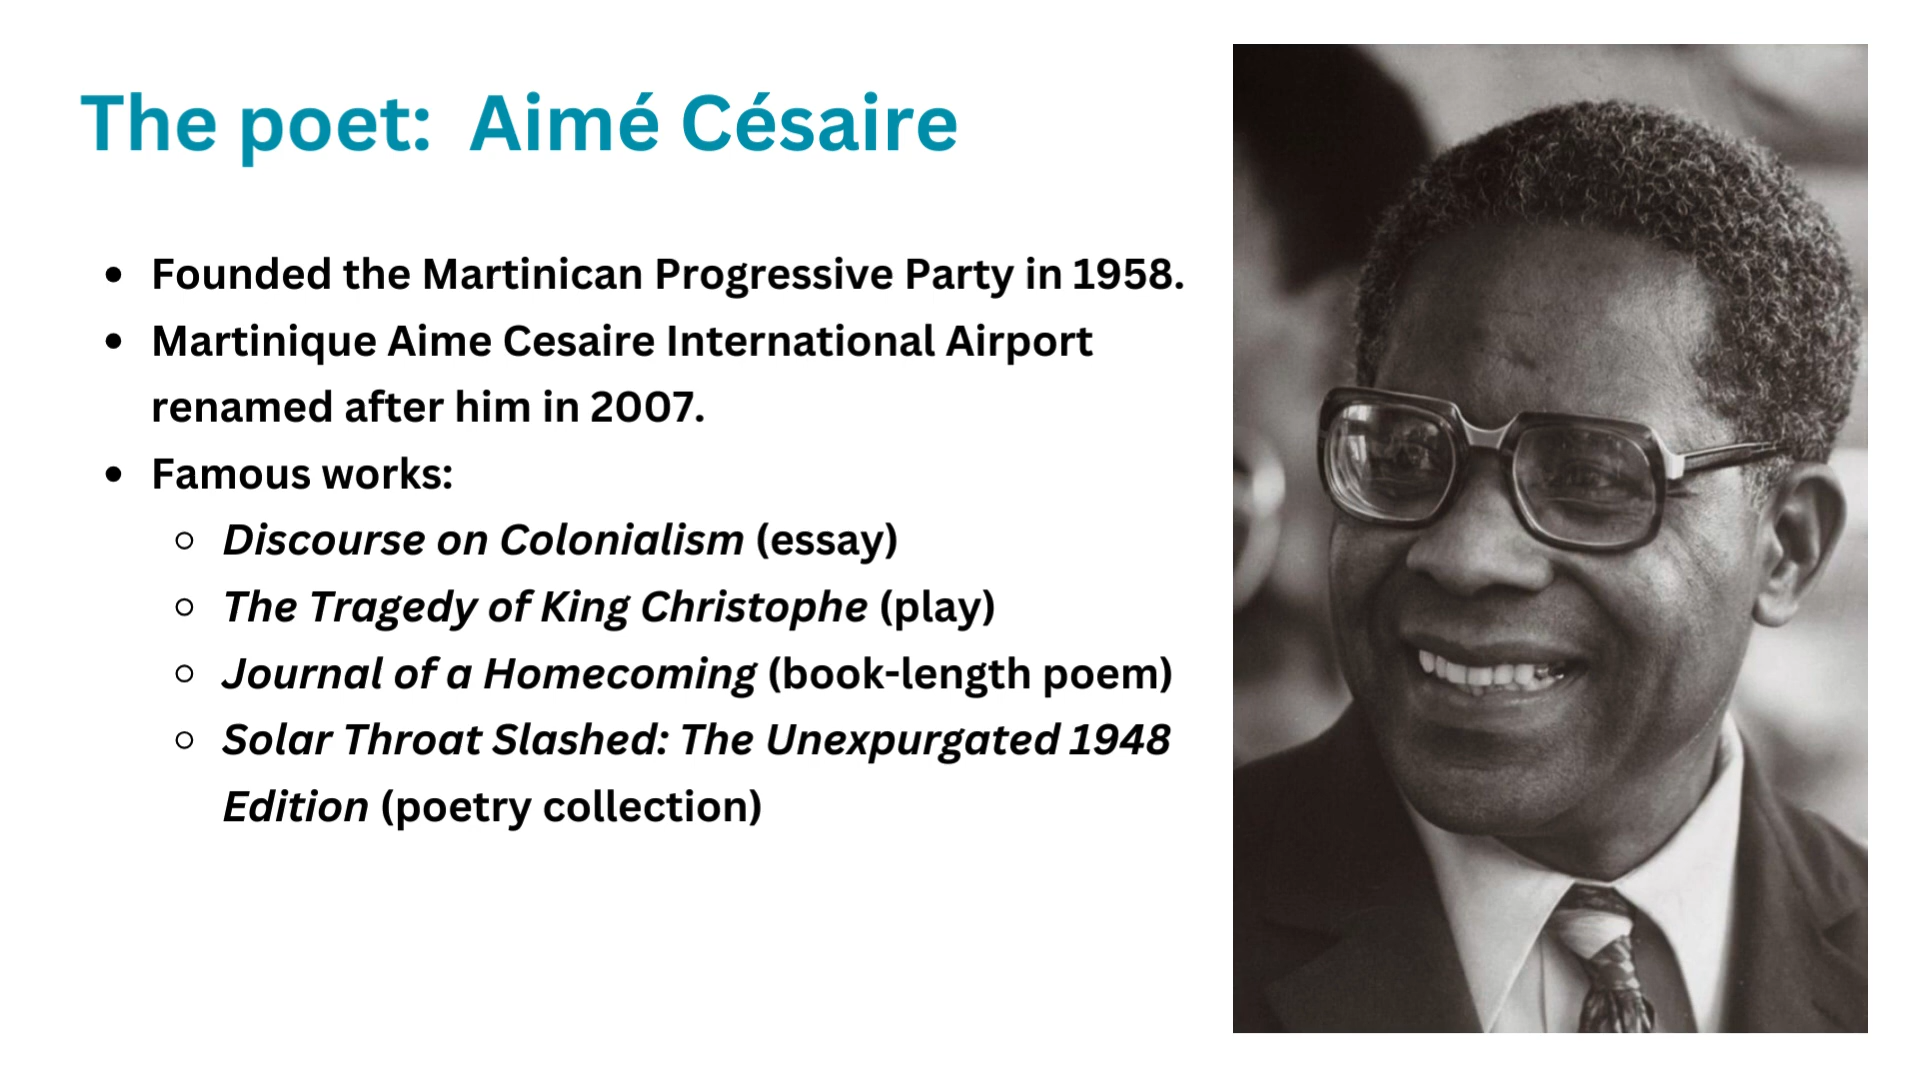 The poet: Aimé Césaire
• Founded the Martinican Progressive Party in 1958.
• Martinique Aime Cesaire International Airport
renamed after him in 2007.
• Famous works:
○ Discourse on Colonialism (essay)
○ The Tragedy of King Christophe (play)
○ Journal of a Homecoming (book-length poem)
○ Solar Throat Slashed: The Unexpurgated 1948
Edition (poetry collection)